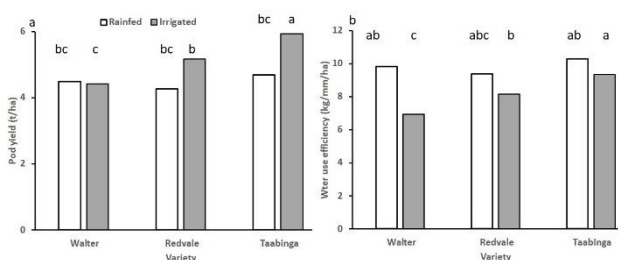 a
Rainfed Irrigated
bc c bc b bc a
6
4
2
0
Pod yield (t/ha)
Walter Redvale Taabinga
Variety
b
ab c abc b ab a
12
10
8
6
4
2
0
Wter use efficiency (kg/mm/ha)
Walter Redvale Taabinga
Variety